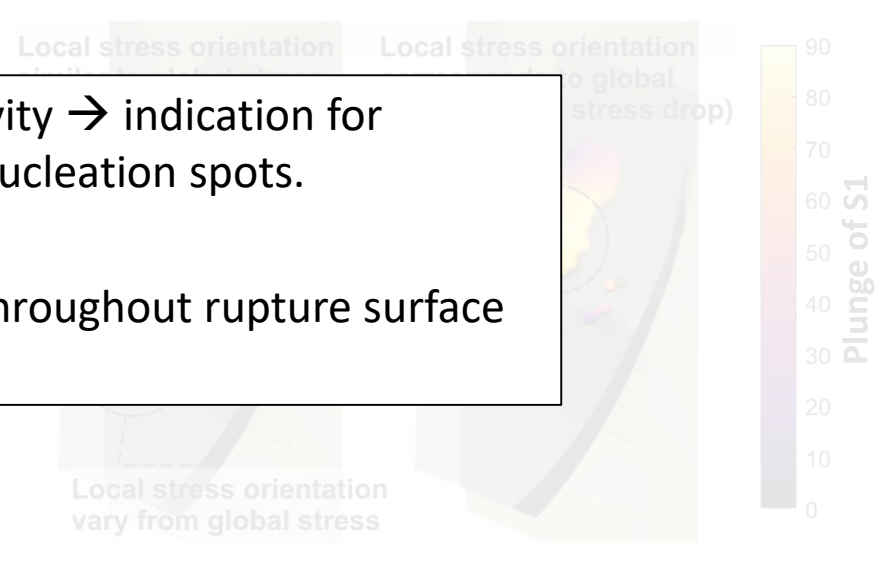 Local stress orientation
Local stress orientation
to global
stress drop)
vity → indication for
ucleation spots.
hroughout rupture surface
Local stress orientation
vary from global stress
90
80
70
60
50
40
30
20
10
0
Plunge of S1